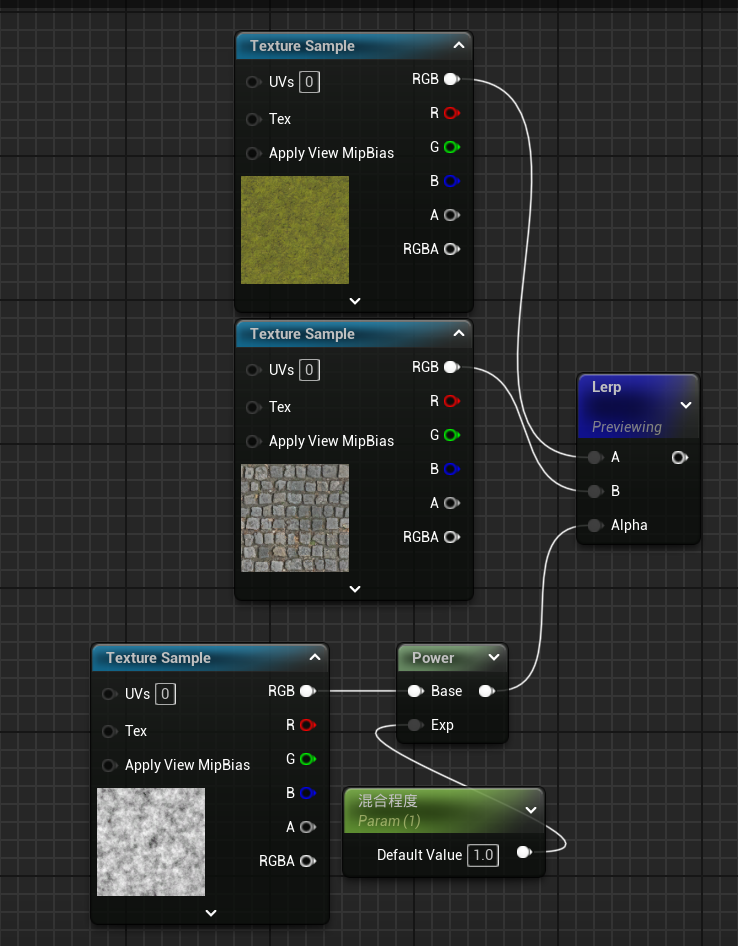 Texture Sample
UVs 0 RGB
R
Tex
G
Apply View MipBias
B
A
RGBA
Texture Sample
UVs 0 RGB
R
Tex
G
Apply View MipBias
B
A
RGBA
Lerp
Previewing
A
B
Alpha
Texture Sample
UVs 0 RGB
R
Tex
G
Apply View MipBias
B
A
RGBA
Power
Base
Exp
混合程度
Param (1)
Default Value 1.0